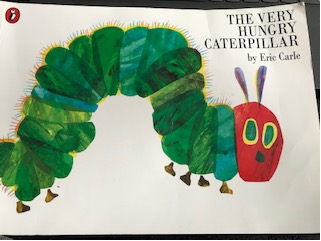 THE VERY
HUNGRY
CATERPILLAR
by Eric Carle